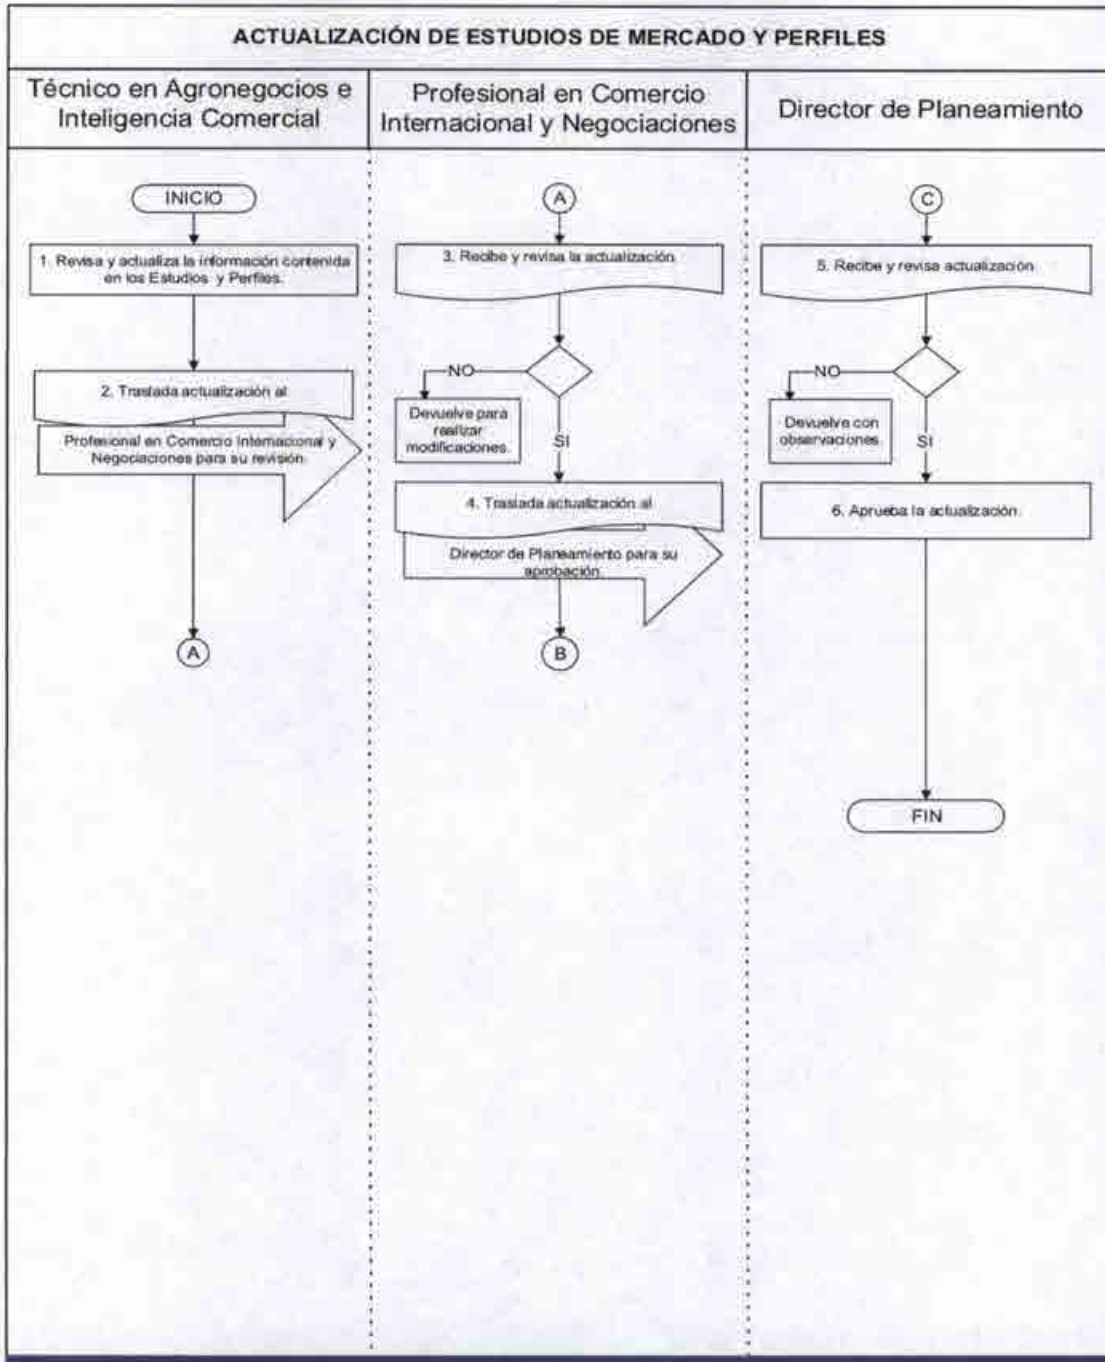 ACTUALIZACIÓN DE ESTUDIOS DE MERCADO Y PERFILES
Técnico en Agronegocios e
Inteligencia Comercial
Profesional en Comercio
Internacional y Negociaciones
Director de Planeamiento
INICIO
1. Revisa y actualiza la información contenida
en los Estudios y Perfiles.
2. Traslada actualización al
Profesional en Comercio Internacional y
Negociaciones para su revisión.
A
A
3. Recibe y revisa la actualización
NO
Devuelve para
realizar
modificaciones.
SI
4. Traslada actualización al
Director de Planeamiento para su
aprobación.
B
C
5. Recibe y revisa actualización
NO
Devuelve con
observaciones.
SI
6. Aprueba la actualización.
FIN